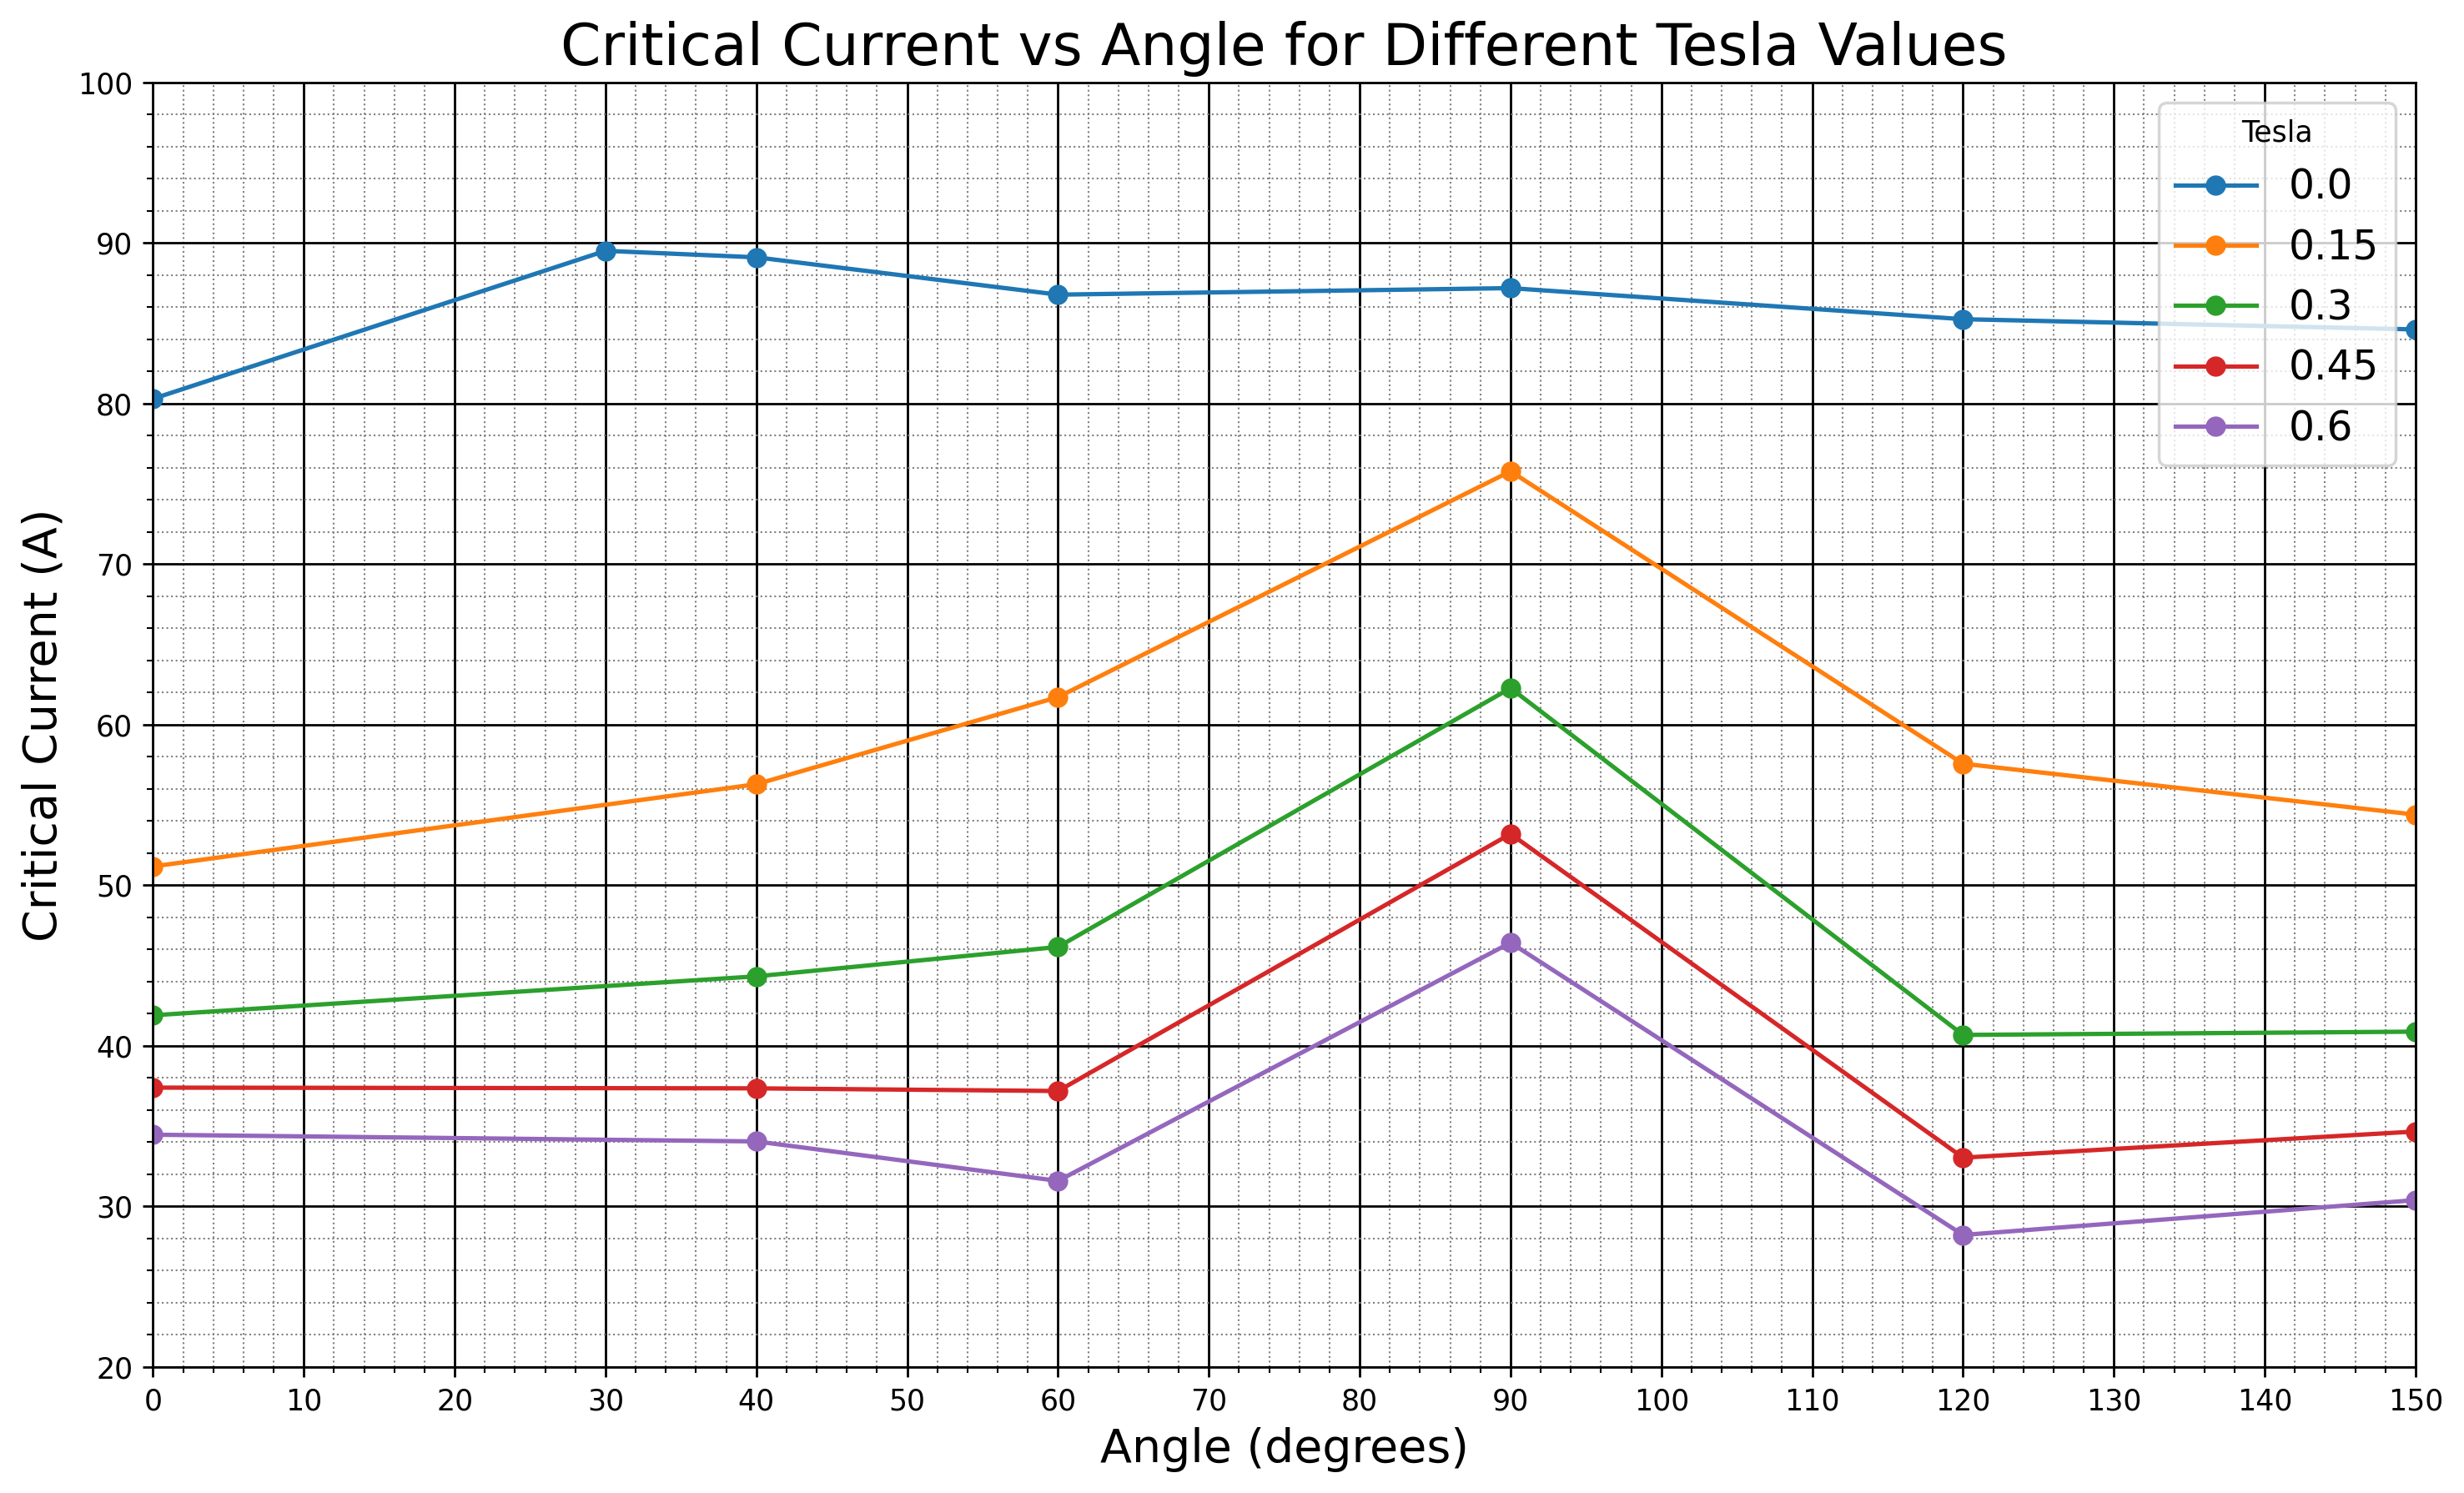 Critical Current vs Angle for Different Tesla Values
Critical Current (A)
100
90
80
70
60
50
40
30
20
Tesla
0.0
0.15
0.3
0.45
0.6
0 10 20 30 40 50 60 70 80 90 100 110 120 130 140 150
Angle (degrees)